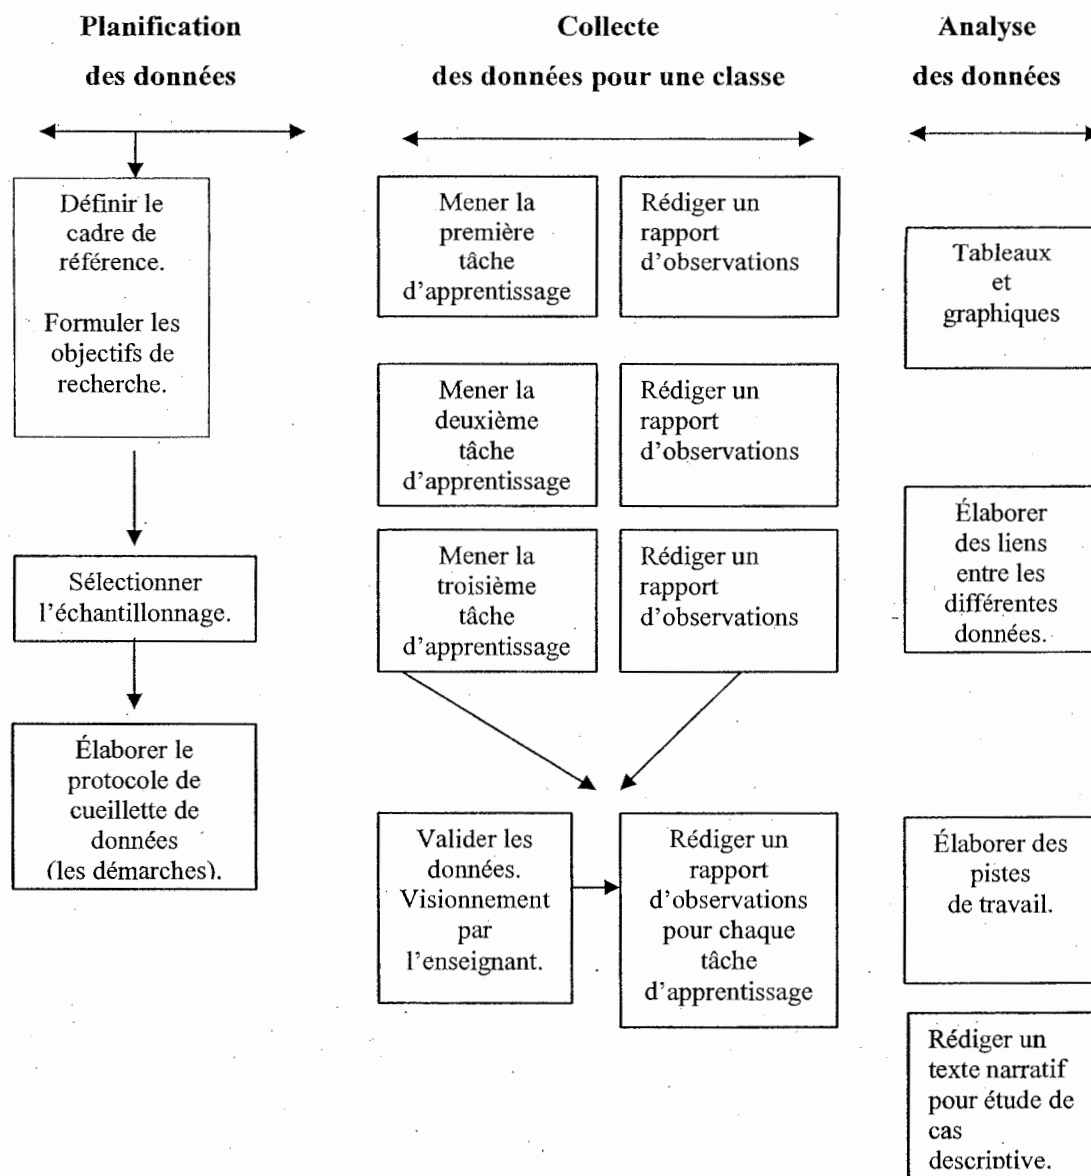 Planification
des données
Définir le
cadre de
référence.
Formuler les
objectifs de
recherche.
Sélectionner
l'échantillonnage.
Élaborer le
protocole de
cueillette de
données
(les démarches).
Collecte
des données pour une classe
Mener la
première
tâche
d'apprentissage
Rédiger un
rapport
d'observations
Mener la
deuxième
tâche
d'apprentissage
Rédiger un
rapport
d'observations
Mener la
troisième
tâche
d'apprentissage
Rédiger un
rapport
d'observations
Valider les
données.
Visionnement
par
l'enseignant.
Rédiger un
rapport
d'observations
pour chaque
tâche
d'apprentissage
Analyse
des données
Tableaux
et
graphiques
Élaborer
des liens
entre les
différentes
données.
Élaborer des
pistes
de travail.
Rédiger un
texte narratif
pour étude de
cas
descriptive.